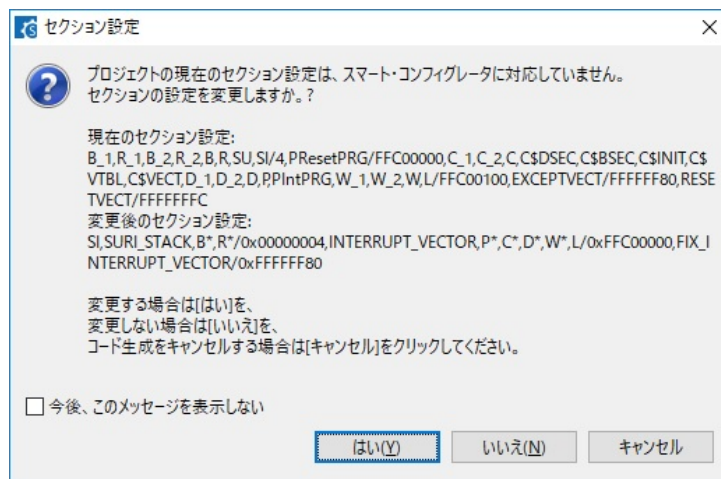 セクション設定
プロジェクトの現在のセクション設定は、スマート・コンフィグレータに対応していません。
セクションの設定を変更しますか。?
現在のセクション設定:
B_1,R_1,B_2,R_2,B,R,SU,SI/4,PResetPRG/FFC00000,C_1,C_2,C,C$DSEC,C$BSEC,C$INIT,C$
VTBL,C$VECT,D_1,D_2,D,P,PIntPRG,W_1,W_2,W,L/FFC00100,EXCEPTVECT/FFFFFF80,RESE
TVECT/FFFFFFFC
変更後のセクション設定:
SI,SURI_STACK,B*,R*/0x00000004,INTERRUPT_VECTOR,P*,C*,D*,W*,L/0xFFC00000,FIX_I
NTERRUPT_VECTOR/0xFFFFFF80
変更する場合は[はい]を、
変更しない場合は[いいえ]を、
コード生成をキャンセルする場合は[キャンセル]をクリックしてください。
今後、このメッセージを表示しない
はい(Y)
いいえ(N)
キャンセル